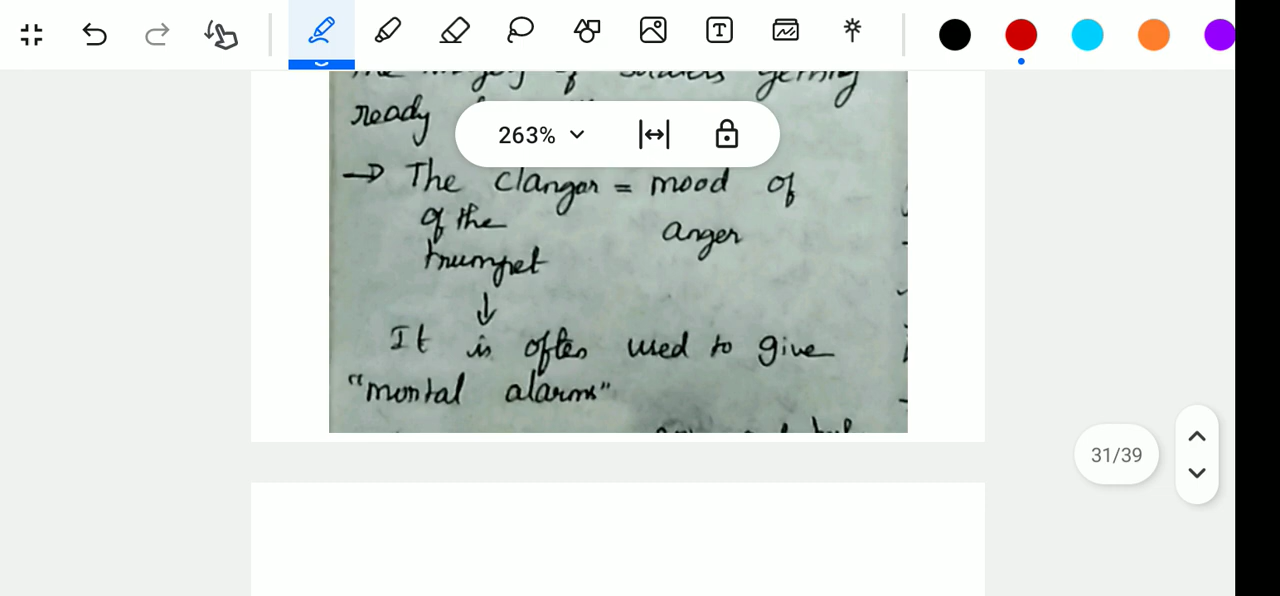 ready
263%
→ The clangor = mood of
of the anger
trumpet
↓
It is often used to give
"mortal alarms"
31/39